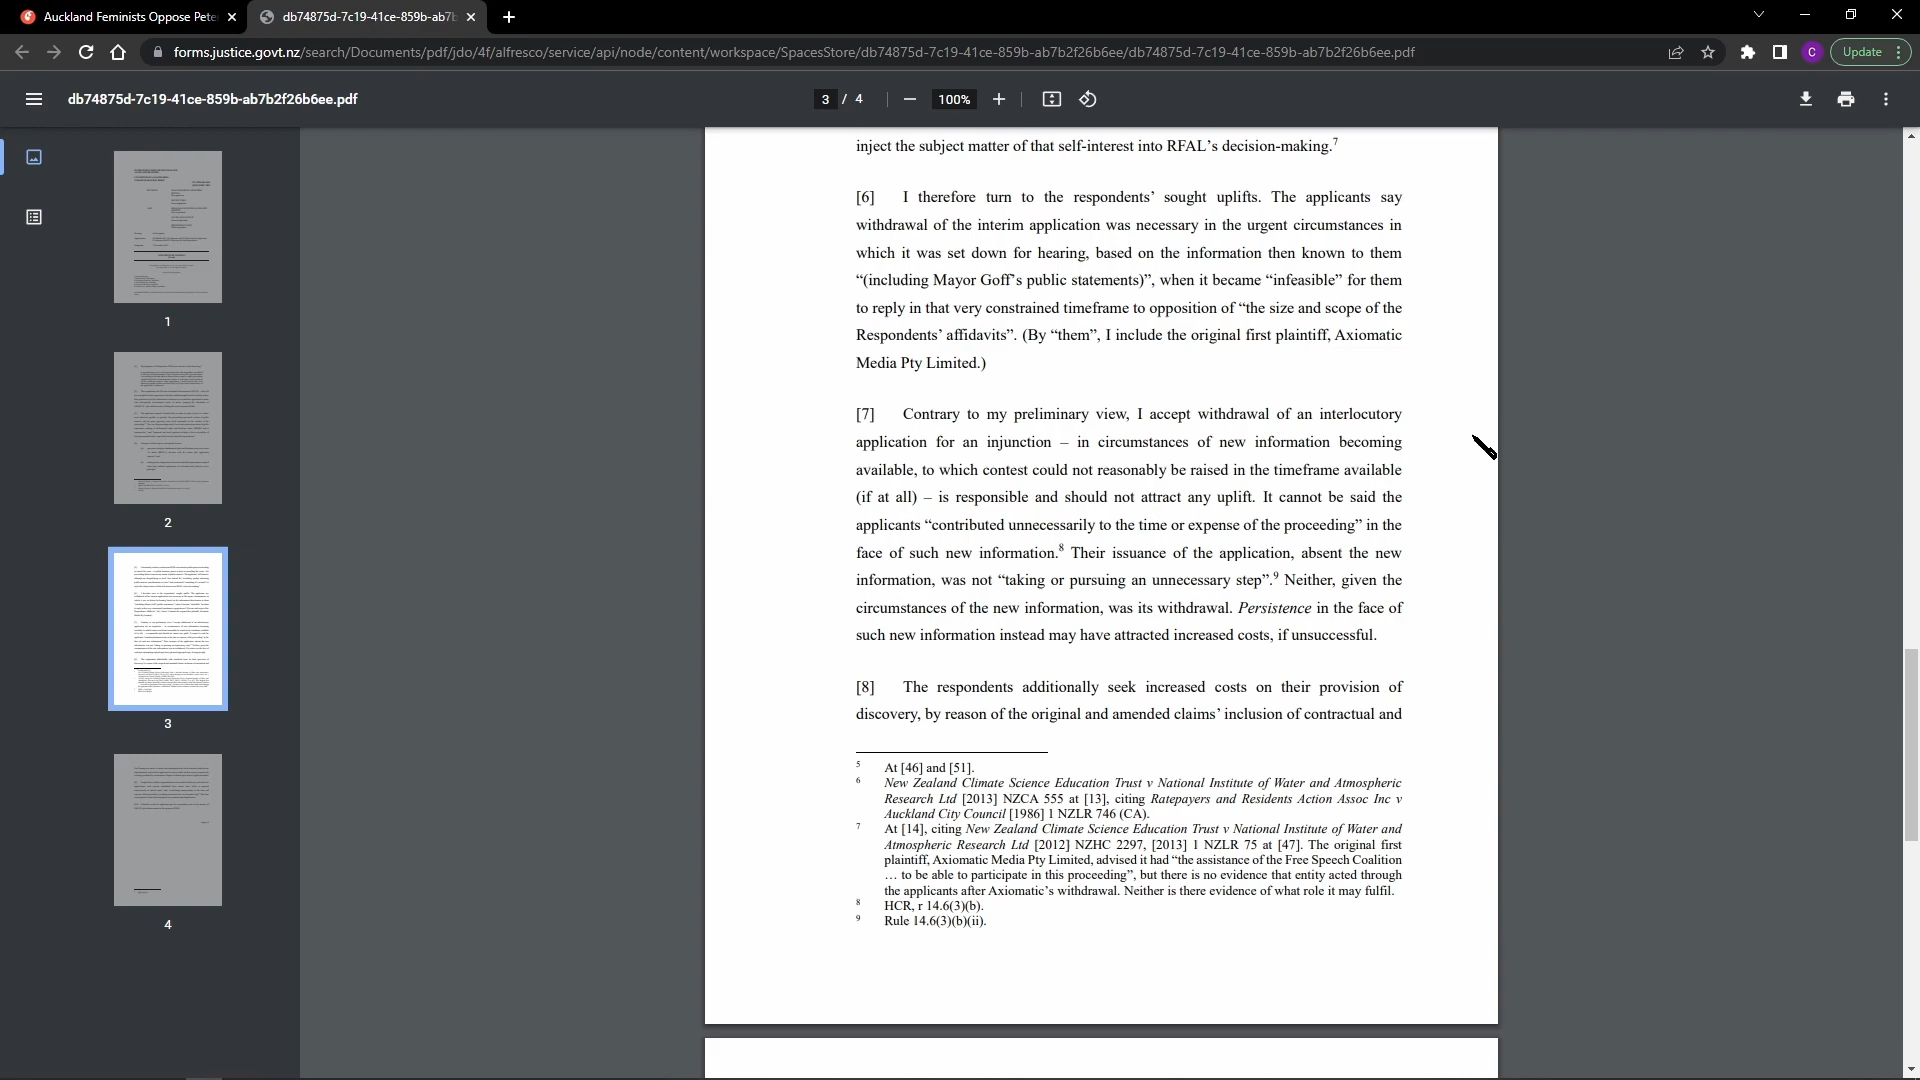 Auckland Feminists Oppose Pete
db74875d-7c19-41ce-859b-ab7b
forms.justice.govt.nz/search/Documents/pdf/jdo/4f/alfresco/service/api/node/content/workspace/SpacesStore/db74875d-7c19-41ce-859b-ab7b2f26b6ee/db74875d-7c19-41ce-859b-ab7b2f26b6ee.pdf
C
Update
db74875d-7c19-41ce-859b-ab7b2f26b6ee.pdf
3 / 4
100%
1
2
3
4
inject the subject matter of that self-interest into RFAL’s decision-making.7
[6] I therefore turn to the respondents’ sought uplifts. The applicants say
withdrawal of the interim application was necessary in the urgent circumstances in
which it was set down for hearing, based on the information then known to them
“(including Mayor Goff’s public statements)”, when it became “infeasible” for them
to reply in that very constrained timeframe to opposition of “the size and scope of the
Respondents’ affidavits”. (By “them”, I include the original first plaintiff, Axiomatic
Media Pty Limited.)
[7] Contrary to my preliminary view, I accept withdrawal of an interlocutory
application for an injunction – in circumstances of new information becoming
available, to which contest could not reasonably be raised in the timeframe available
(if at all) – is responsible and should not attract any uplift. It cannot be said the
applicants “contributed unnecessarily to the time or expense of the proceeding” in the
face of such new information.8 Their issuance of the application, absent the new
information, was not “taking or pursuing an unnecessary step”.9 Neither, given the
circumstances of the new information, was its withdrawal. Persistence in the face of
such new information instead may have attracted increased costs, if unsuccessful.
[8] The respondents additionally seek increased costs on their provision of
discovery, by reason of the original and amended claims’ inclusion of contractual and
5 At [46] and [51].
6 New Zealand Climate Science Education Trust v National Institute of Water and Atmospheric
Research Ltd [2013] NZCA 555 at [13], citing Ratepayers and Residents Action Assoc Inc v
Auckland City Council [1986] 1 NZLR 746 (CA).
7 At [14], citing New Zealand Climate Science Education Trust v National Institute of Water and
Atmospheric Research Ltd [2012] NZHC 2297, [2013] 1 NZLR 75 at [47]. The original first
plaintiff, Axiomatic Media Pty Limited, advised it had “the assistance of the Free Speech Coalition
… to be able to participate in this proceeding”, but there is no evidence that entity acted through
the applicants after Axiomatic’s withdrawal. Neither is there evidence of what role it may fulfil.
8 HCR, r 14.6(3)(b).
9 Rule 14.6(3)(b)(ii).